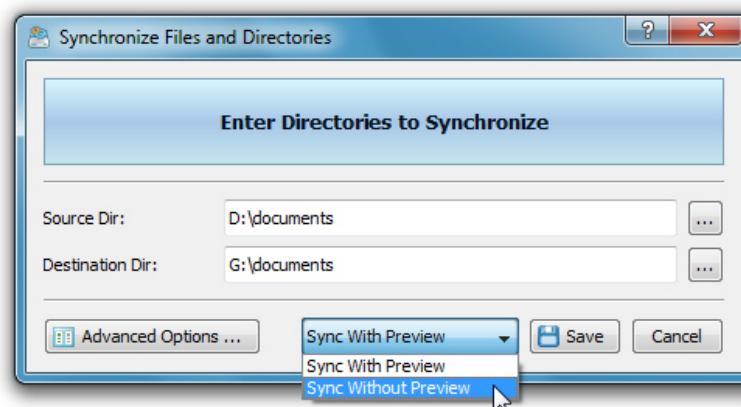 Synchronize Files and Directories
Enter Directories to Synchronize
Source Dir: D:\documents ...
Destination Dir: G:\documents ...
Advanced Options ... Sync With Preview Save Cancel
Sync With Preview
Sync Without Preview